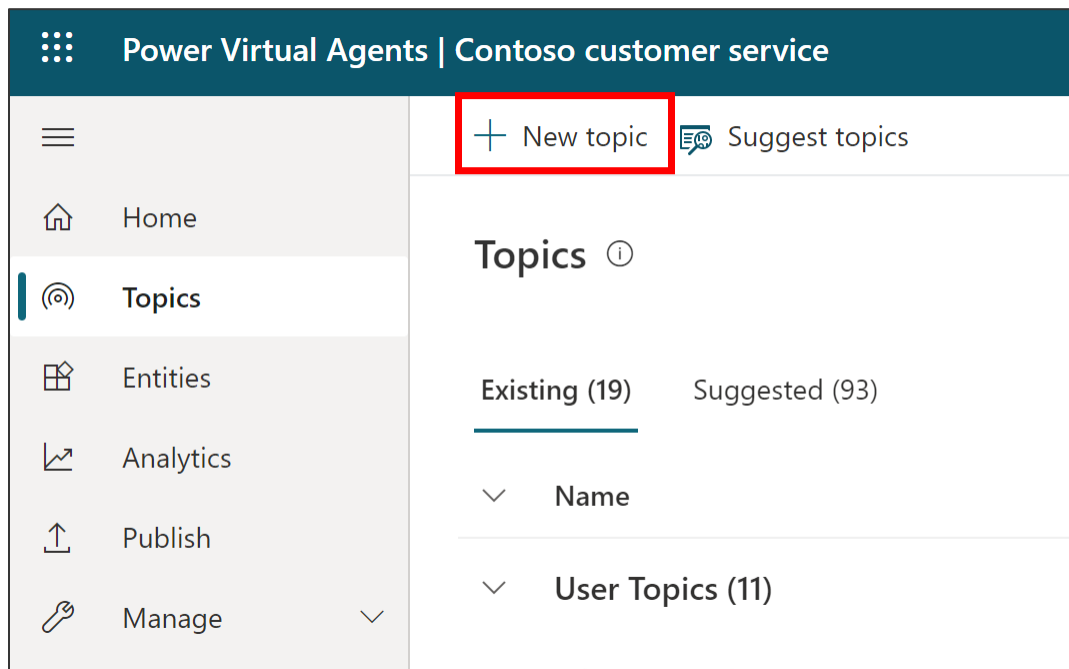 Power Virtual Agents | Contoso customer service
New topic
Suggest topics
Home
Topics
Entities
Analytics
Publish
Manage
Topics
Existing (19)
Suggested (93)
Name
User Topics (11)